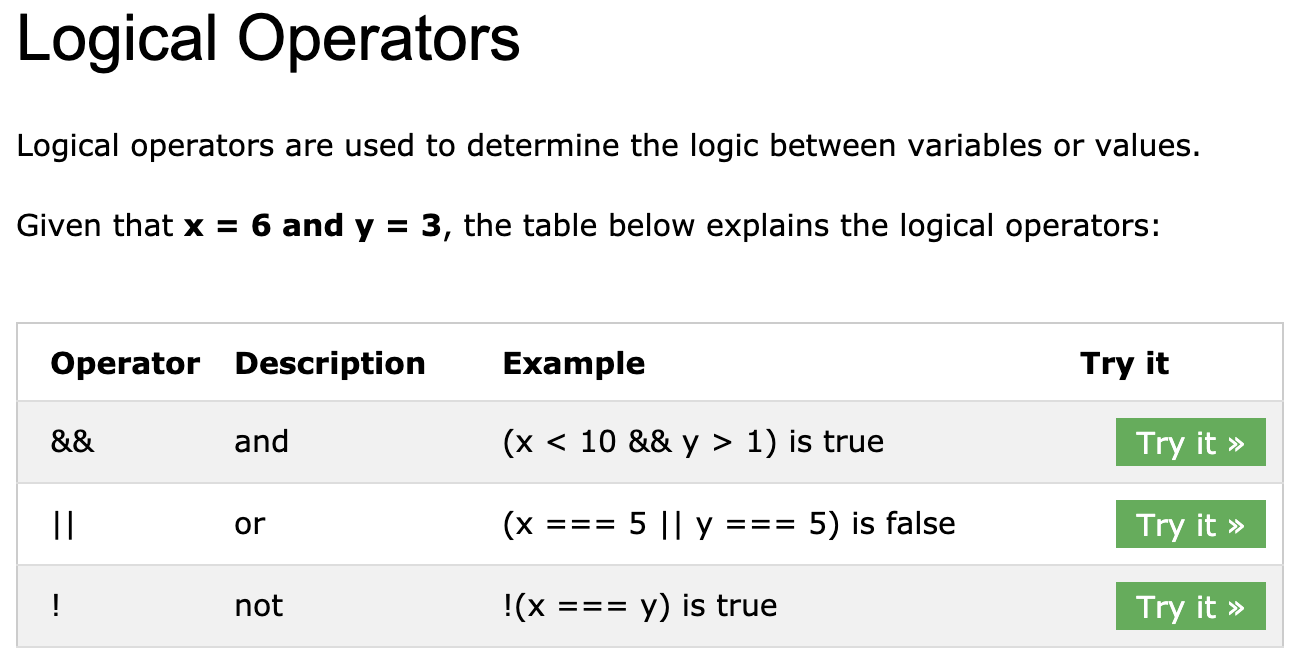 Logical Operators
Logical operators are used to determine the logic between variables or values.
Given that x = 6 and y = 3, the table below explains the logical operators:
Operator Description Example Try it
&& and (x < 10 && y > 1) is true Try it »
|| or (x === 5 || y === 5) is false Try it »
! not !(x === y) is true Try it »